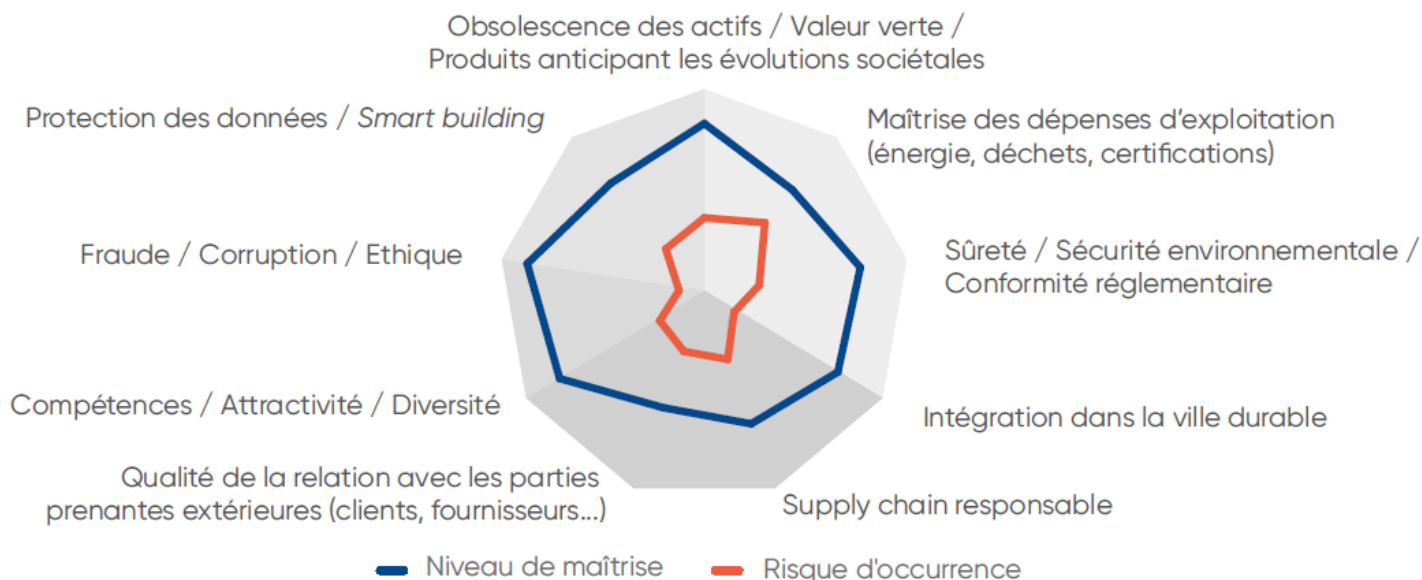 Obsolescence des actifs / Valeur verte /
Produits anticipant les évolutions sociétales
Protection des données / Smart building
Maîtrise des dépenses d'exploitation
(énergie, déchets, certifications)
Fraude / Corruption / Ethique
Sûreté / Sécurité environnementale /
Conformité réglementaire
Compétences / Attractivité / Diversité
Intégration dans la ville durable
Qualité de la relation avec les parties
prenantes extérieures (clients, fournisseurs...)
Supply chain responsable
Niveau de maîtrise
Risque d'occurrence